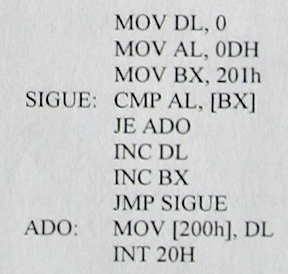 MOV DL, 0
MOV AL, 0DH
MOV BX, 201h
SIGUE: CMP AL, [BX]
JE ADO
INC DL
INC BX
JMP SIGUE
ADO: MOV [200h], DL
INT 20H